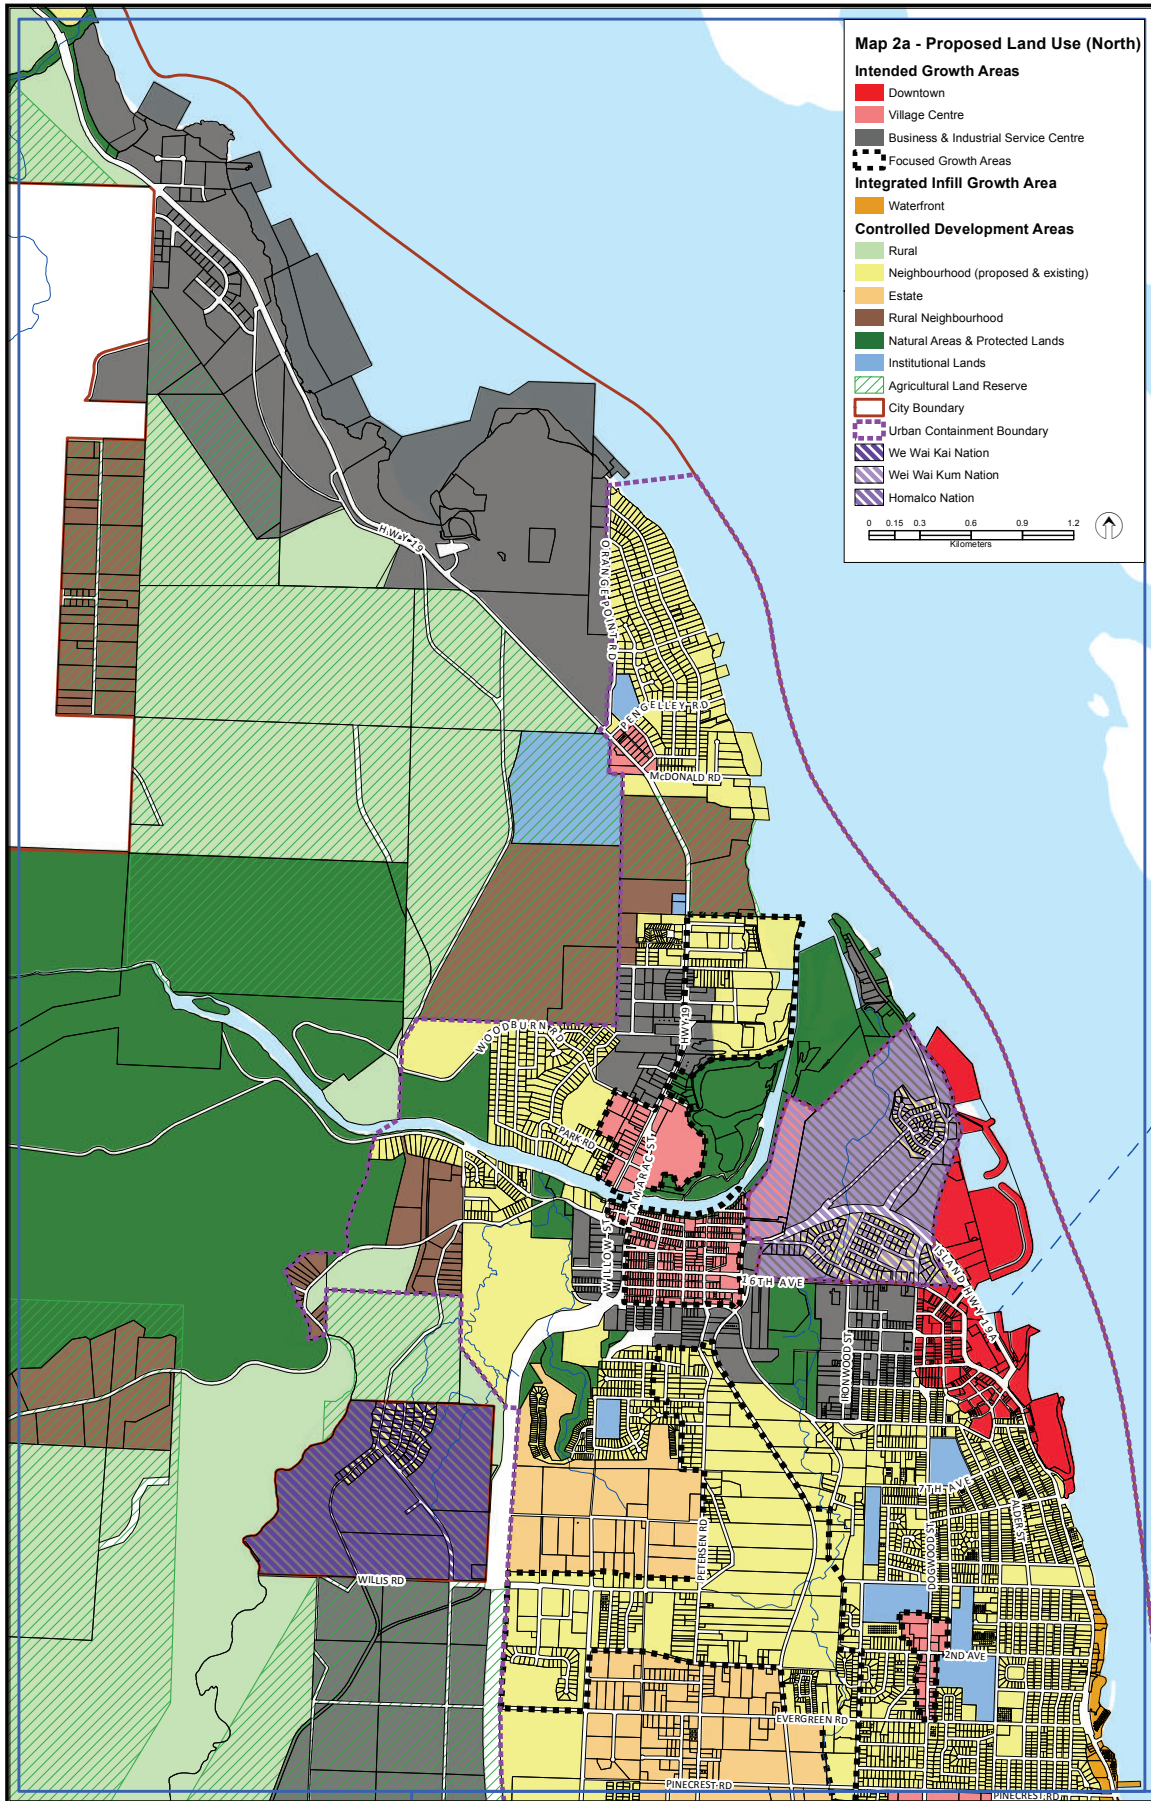 Map 2a - Proposed Land Use (North)
Intended Growth Areas
Downtown
Village Centre
Business & Industrial Service Centre
Focused Growth Areas
Integrated Infill Growth Area
Waterfront
Controlled Development Areas
Rural
Neighbourhood (proposed & existing)
Estate
Rural Neighbourhood
Natural Areas & Protected Lands
Institutional Lands
Agricultural Land Reserve
City Boundary
Urban Containment Boundary
We Wai Kai Nation
Wei Wai Kum Nation
Homalco Nation
0 0.15 0.3 0.6 0.9 1.2
Kilometers
HWY 19
ORANGE POINT RD
PENGELLEY RD
McDONALD RD
HWY 19
WOODBURN RD
PARK RD
TAMARAC ST
WILLOW ST
16TH AVE
ISLAND HWY 19A
IRONWOOD ST
7TH AVE
ALDER ST
DOGWOOD ST
PETERSEN RD
WILLIS RD
2ND AVE
EVERGREEN RD
PINECREST RD
PINECREST RD